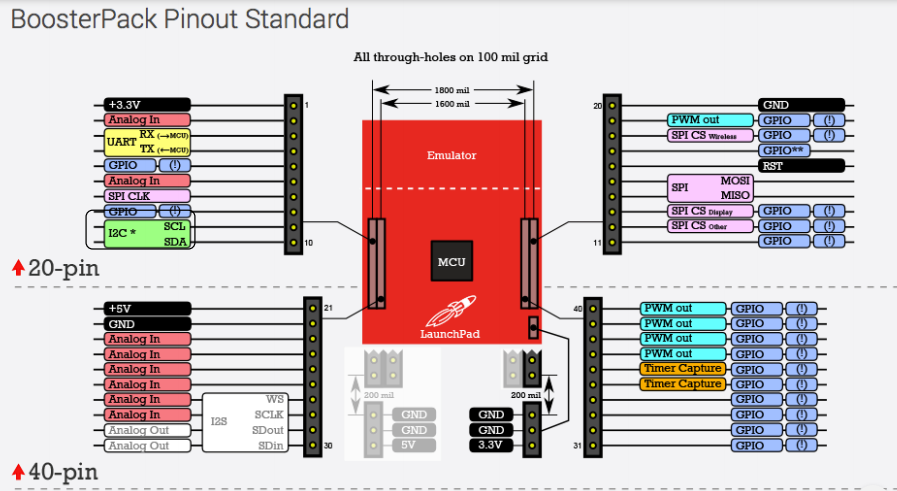 BoosterPack Pinout Standard
All through-holes on 100 mil grid
1800 mil
1600 mil
+3.3V 1
Analog In
UART RX (→MCU)
TX (←MCU)
GPIO (!)
Analog In
SPI CLK
GPIO (!)
I2C * SCL
SDA 10
20 GND
PWM out GPIO (!)
SPI CS Wireless GPIO (!)
GPIO**
RST
SPI MOSI
MISO
SPI CS Display GPIO (!)
SPI CS Other GPIO (!)
11 GPIO (!)
Emulator
MCU
LaunchPad
20-pin
+5V 21
GND
Analog In
Analog In
Analog In
Analog In
Analog In WS
Analog In I2S SCLK
Analog Out SDout
Analog Out SDin 30
200 mil
GND
GND
5V
200 mil
GND
GND
3.3V
40 PWM out GPIO (!)
PWM out GPIO (!)
PWM out GPIO (!)
PWM out GPIO (!)
Timer Capture GPIO (!)
Timer Capture GPIO (!)
GPIO (!)
GPIO (!)
GPIO (!)
31 GPIO (!)
40-pin